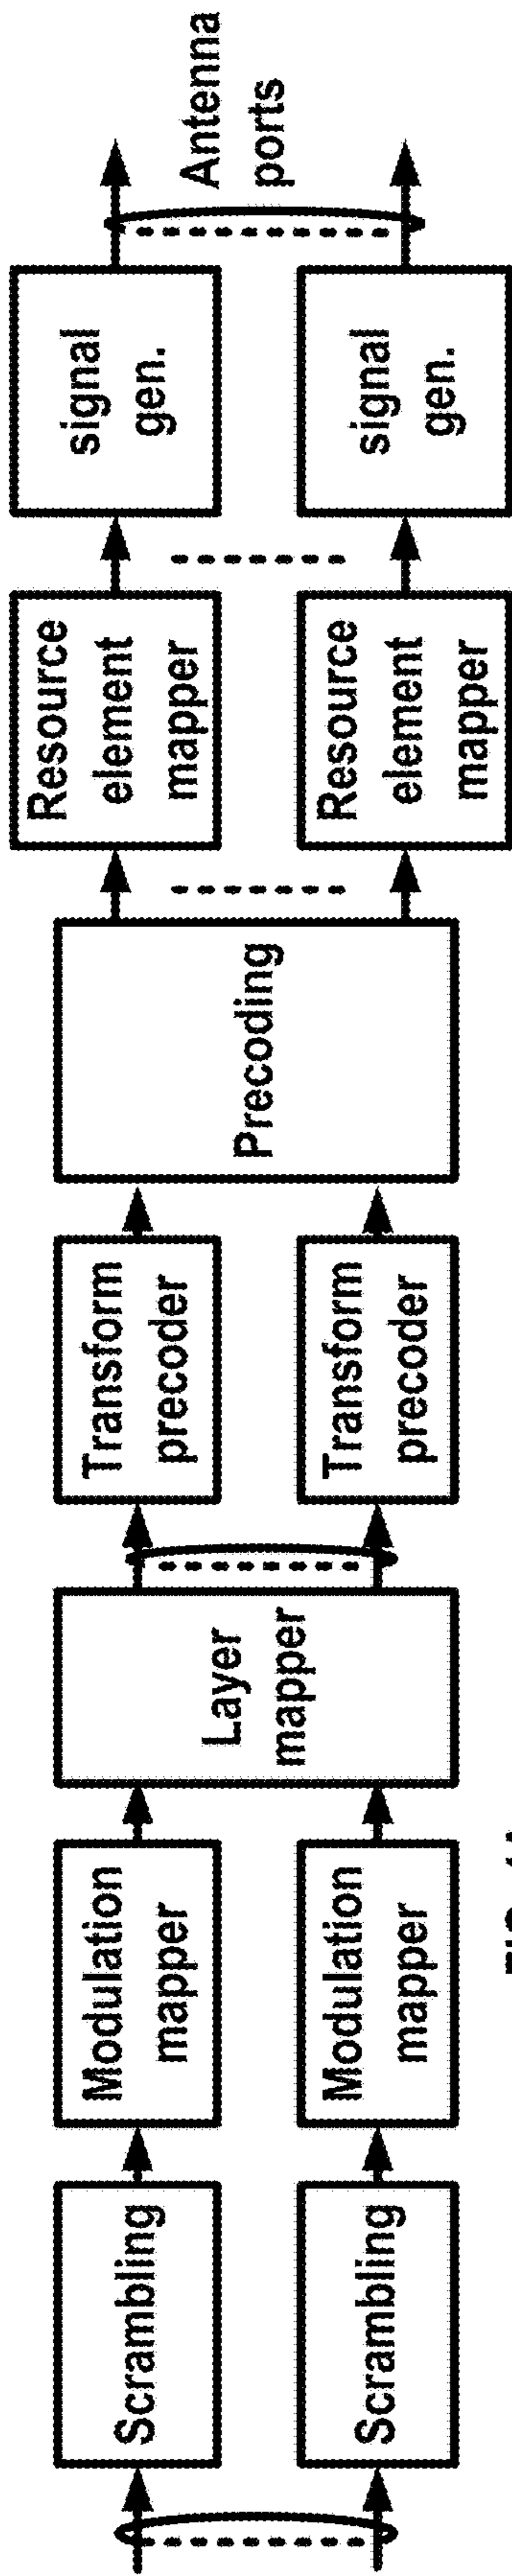 Scrambling
Scrambling
Modulation
mapper
Modulation
mapper
Layer
mapper
Transform
precoder
Transform
precoder
Precoding
Resource
element
mapper
Resource
element
mapper
signal
gen.
signal
gen.
Antenna
ports